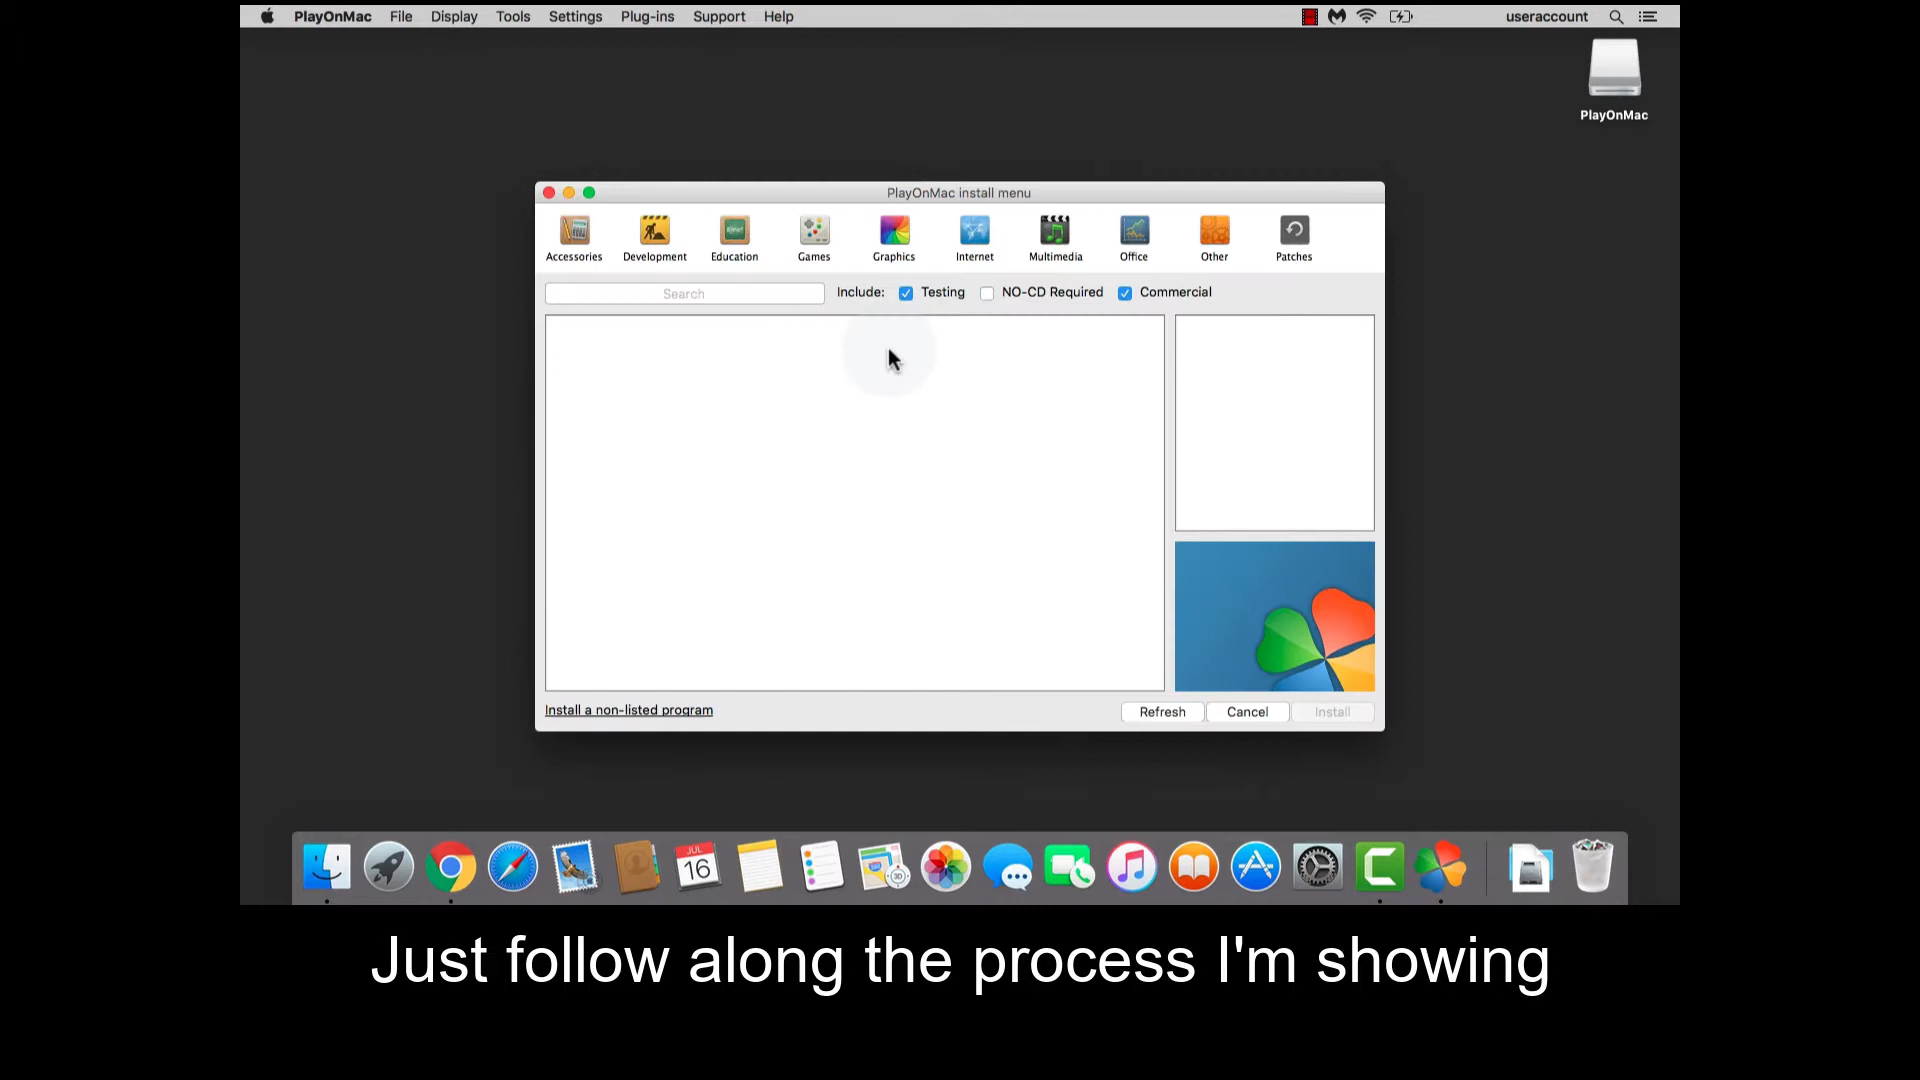 PlayOnMac File Display Tools Settings Plug-ins Support Help useraccount
PlayOnMac
PlayOnMac install menu
Accessories Development Education Games Graphics Internet Multimedia Office Other Patches
Search Include: Testing NO-CD Required Commercial
Install a non-listed program Refresh Cancel Install
JUL
16
3D
Just follow along the process I'm showing